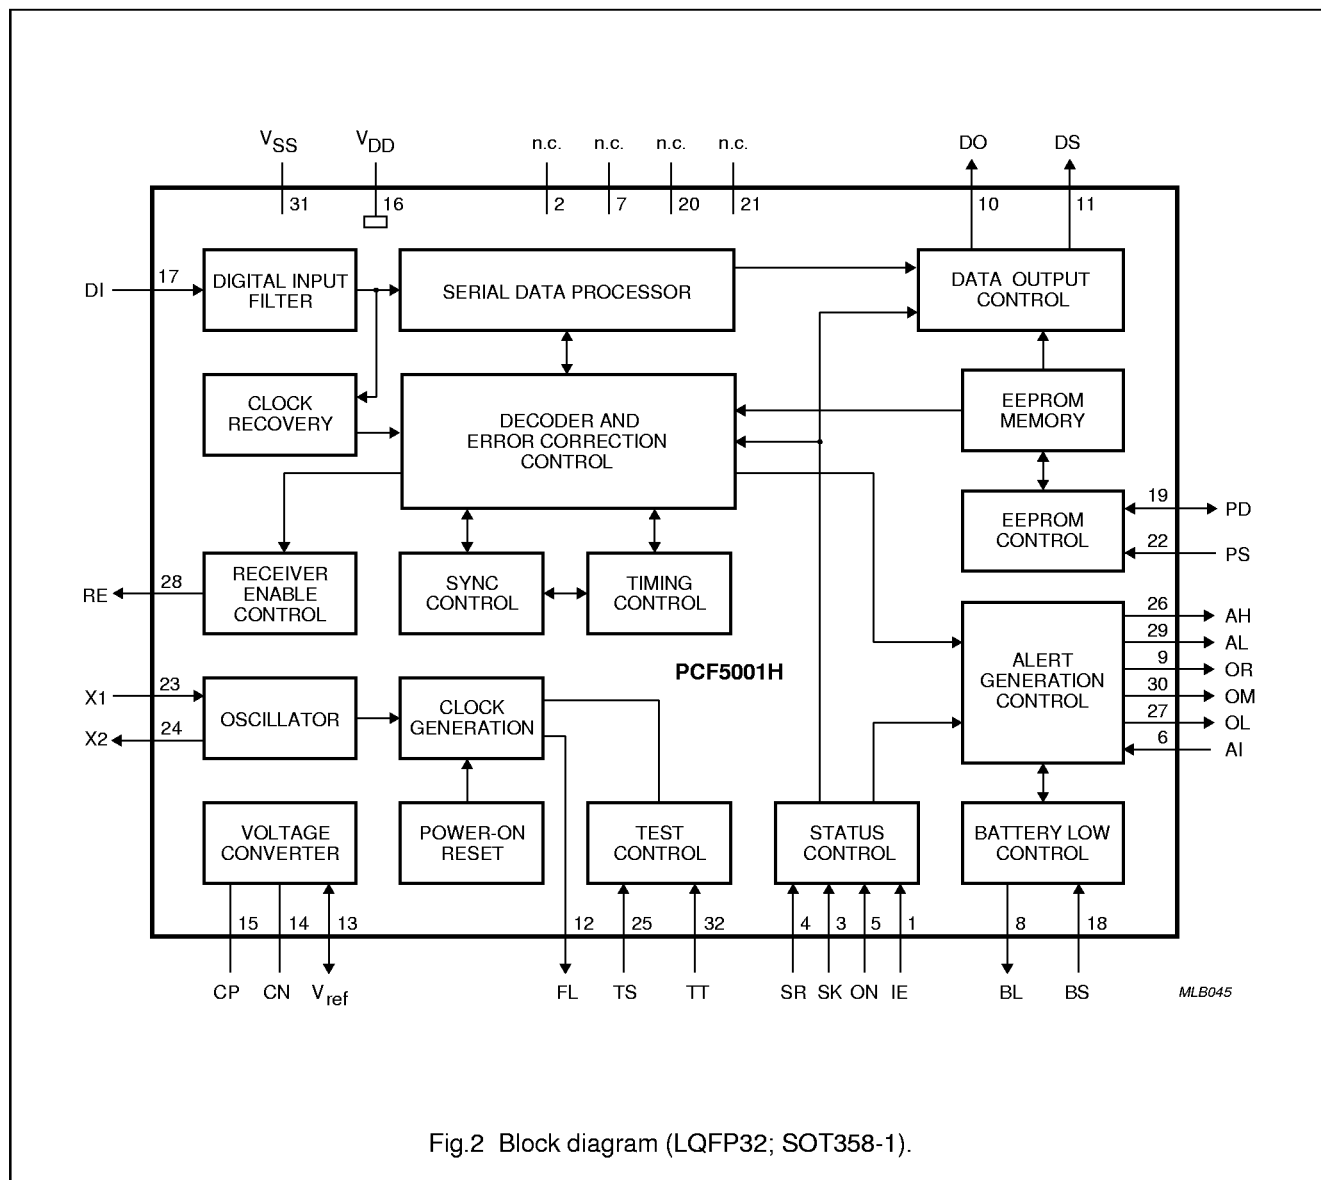 VSS
VDD
n.c.
n.c.
n.c.
n.c.
DO
DS
31
16
2
7
20
21
10
11
DI
17
DIGITAL INPUT
FILTER
SERIAL DATA PROCESSOR
DATA OUTPUT
CONTROL
CLOCK
RECOVERY
DECODER AND
ERROR CORRECTION
CONTROL
EEPROM
MEMORY
EEPROM
CONTROL
19
PD
22
PS
RE
28
RECEIVER
ENABLE
CONTROL
SYNC
CONTROL
TIMING
CONTROL
PCF5001H
ALERT
GENERATION
CONTROL
26
AH
29
AL
9
OR
30
OM
27
OL
6
AI
X1
23
X2
24
OSCILLATOR
CLOCK
GENERATION
VOLTAGE
CONVERTER
POWER-ON
RESET
TEST
CONTROL
STATUS
CONTROL
BATTERY LOW
CONTROL
15
14
13
12
25
32
4
3
5
1
8
18
CP
CN
Vref
FL
TS
TT
SR
SK
ON
IE
BL
BS
MLB045
Fig.2 Block diagram (LQFP32; SOT358-1).